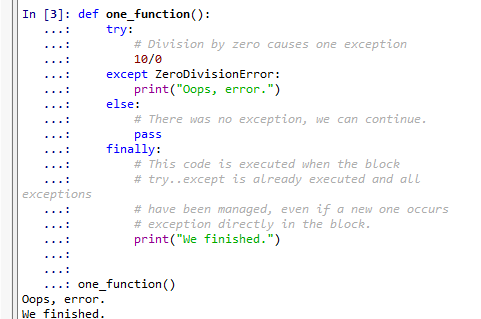 In [3]: def one_function():
   ...:     try:
   ...:         # Division by zero causes one exception
   ...:         10/0
   ...:     except ZeroDivisionError:
   ...:         print("Oops, error.")
   ...:     else:
   ...:         # There was no exception, we can continue.
   ...:         pass
   ...:     finally:
   ...:         # This code is executed when the block
   ...:         # try..except is already executed and all
exceptions
   ...:         # have been managed, even if a new one occurs
   ...:         # exception directly in the block.
   ...:         print("We finished.")
   ...:
   ...:
   ...: one_function()
Oops, error.
We finished.